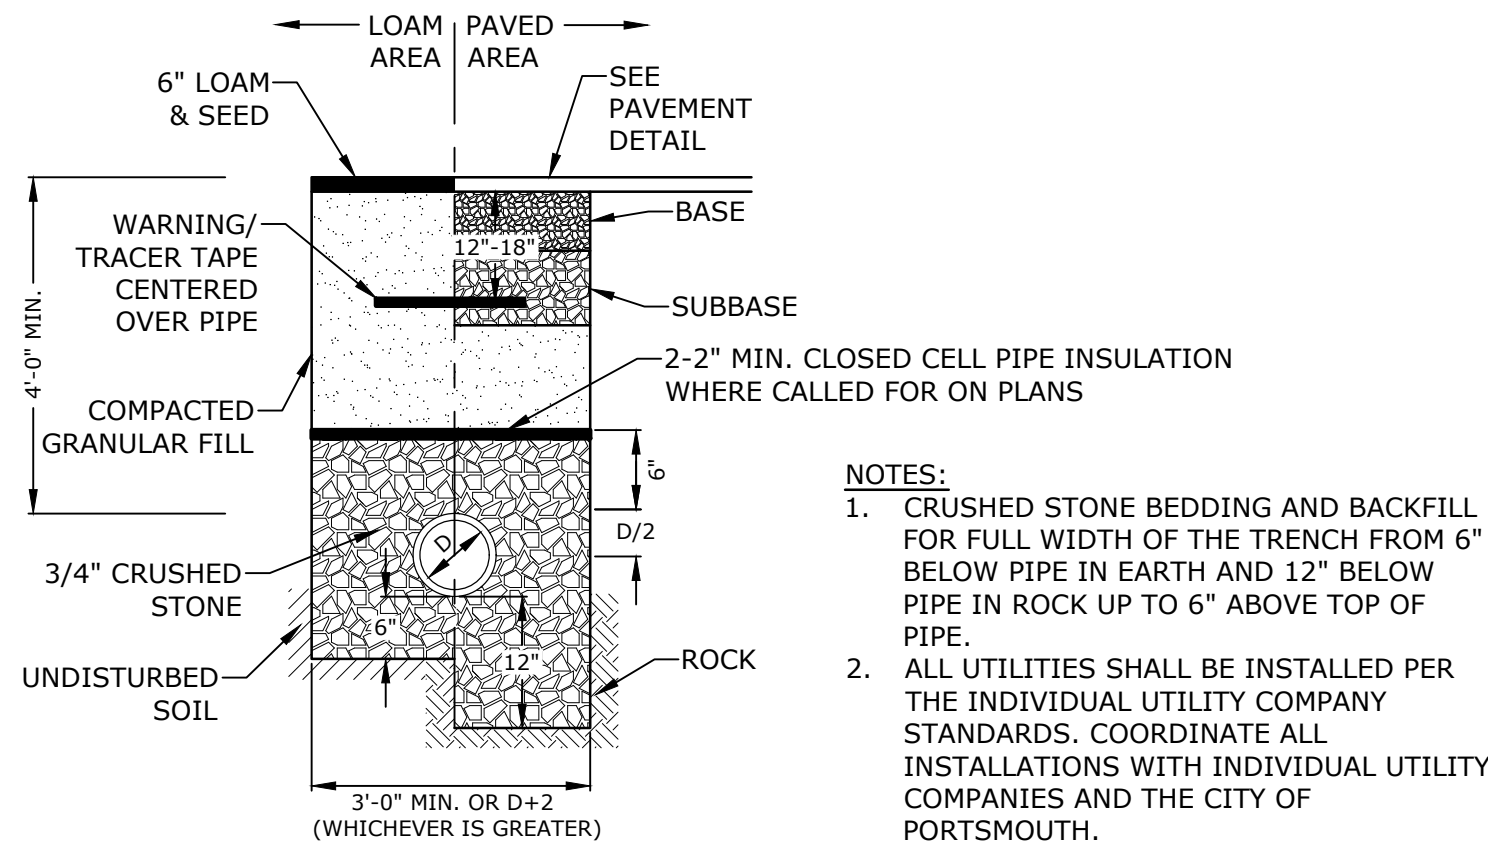 LOAM AREA
PAVED AREA
6" LOAM
& SEED
SEE
PAVEMENT
DETAIL
WARNING/
TRACER TAPE
CENTERED
OVER PIPE
BASE
12"-18"
SUBBASE
4'-0" MIN.
2-2" MIN. CLOSED CELL PIPE INSULATION
WHERE CALLED FOR ON PLANS
COMPACTED
GRANULAR FILL
6"
D/2
D
3/4" CRUSHED
STONE
6"
12"
UNDISTURBED
SOIL
ROCK
3'-0" MIN. OR D+2
(WHICHEVER IS GREATER)
NOTES:
1. CRUSHED STONE BEDDING AND BACKFILL
FOR FULL WIDTH OF THE TRENCH FROM 6"
BELOW PIPE IN EARTH AND 12" BELOW
PIPE IN ROCK UP TO 6" ABOVE TOP OF
PIPE.
2. ALL UTILITIES SHALL BE INSTALLED PER
THE INDIVIDUAL UTILITY COMPANY
STANDARDS. COORDINATE ALL
INSTALLATIONS WITH INDIVIDUAL UTILITY
COMPANIES AND THE CITY OF
PORTSMOUTH.